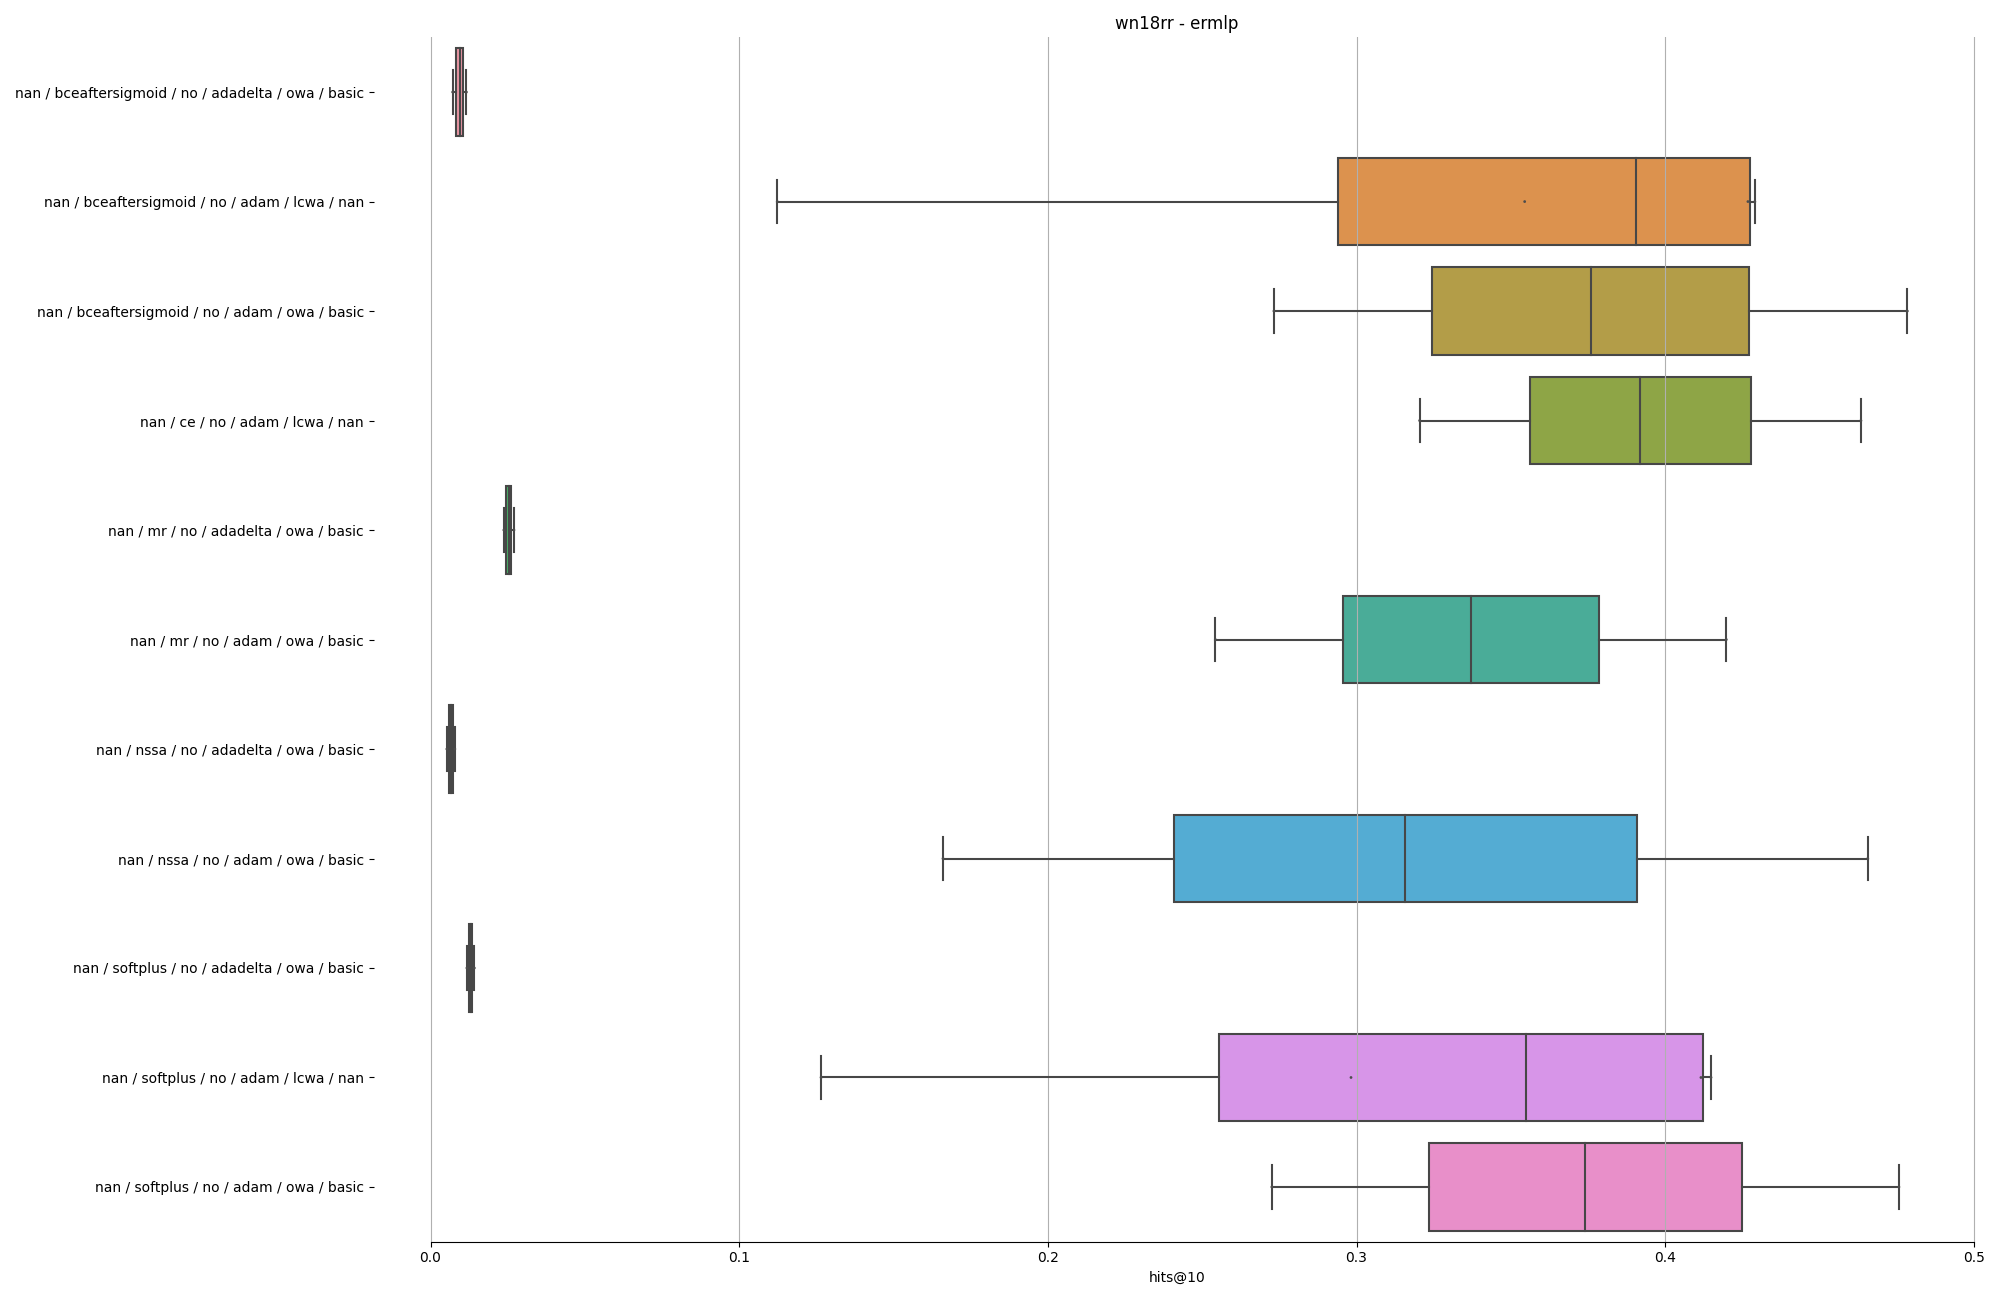 wn18rr - ermlp
nan / bceaftersigmoid / no / adadelta / owa / basic
nan / bceaftersigmoid / no / adam / lcwa / nan
nan / bceaftersigmoid / no / adam / owa / basic
nan / ce / no / adam / lcwa / nan
nan / mr / no / adadelta / owa / basic
nan / mr / no / adam / owa / basic
nan / nssa / no / adadelta / owa / basic
nan / nssa / no / adam / owa / basic
nan / softplus / no / adadelta / owa / basic
nan / softplus / no / adam / lcwa / nan
nan / softplus / no / adam / owa / basic
0.0 0.1 0.2 0.3 0.4 0.5
hits@10